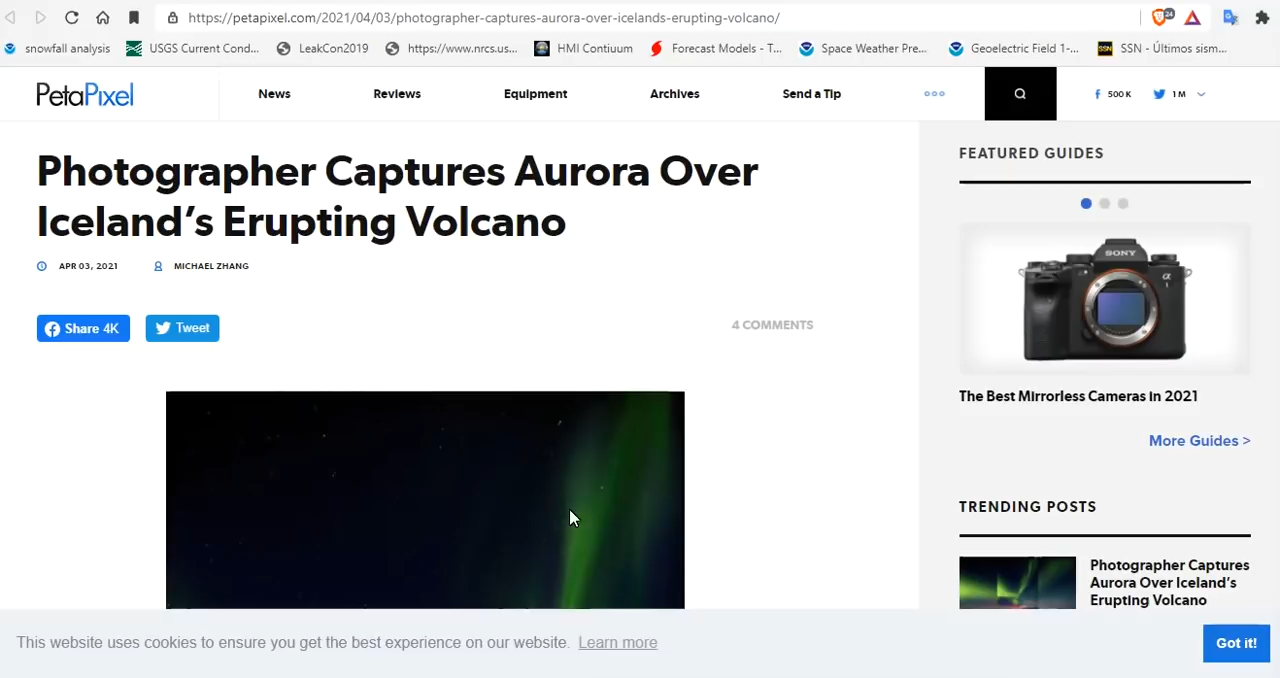 https://petapixel.com/2021/04/03/photographer-captures-aurora-over-icelands-erupting-volcano/
24
snowfall analysis
USGS Current Cond...
LeakCon2019
https://www.nrcs.us...
HMI Contiuum
Forecast Models - T...
Space Weather Pre...
Geoelectric Field 1-...
SSN
SSN - Últimos sism...
PetaPixel
News
Reviews
Equipment
Archives
Send a Tip
500 K
1 M
Photographer Captures Aurora Over
Iceland’s Erupting Volcano
APR 03, 2021
MICHAEL ZHANG
Share 4K
Tweet
4 COMMENTS
FEATURED GUIDES
SONY
α
1
The Best Mirrorless Cameras in 2021
More Guides >
TRENDING POSTS
Photographer Captures
Aurora Over Iceland’s
Erupting Volcano
This website uses cookies to ensure you get the best experience on our website. Learn more
Got it!